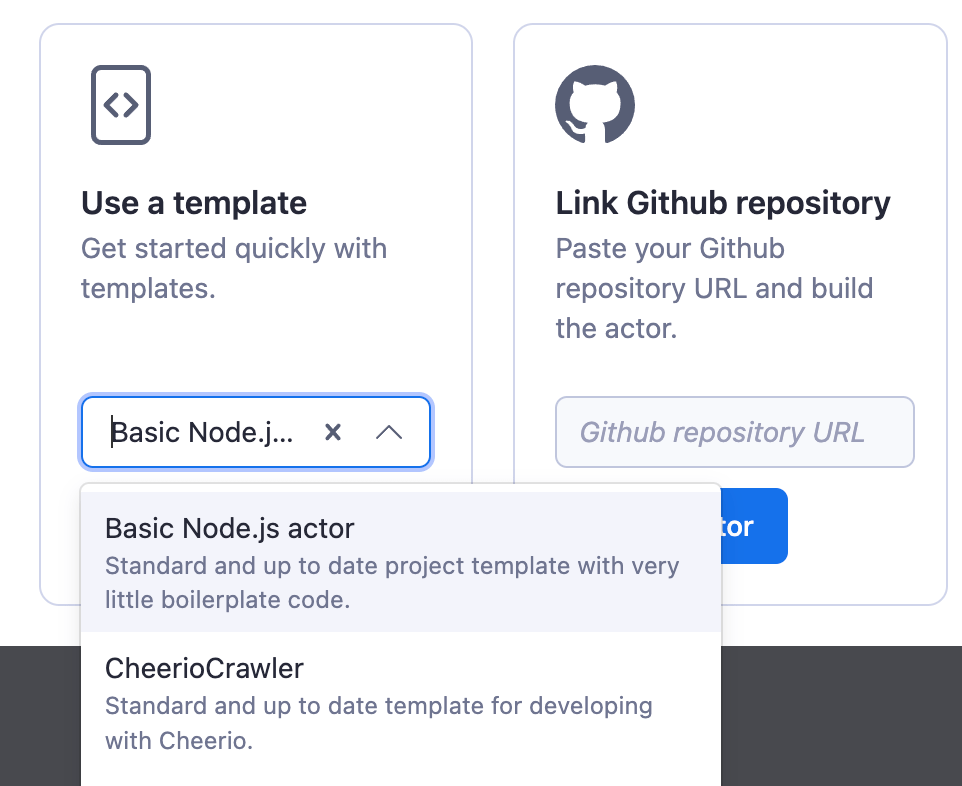 Use a template
Get started quickly with
templates.
Basic Node.j...
Link Github repository
Paste your Github
repository URL and build
the actor.
Github repository URL
Basic Node.js actor
Standard and up to date project template with very
little boilerplate code.
CheerioCrawler
Standard and up to date template for developing
with Cheerio.